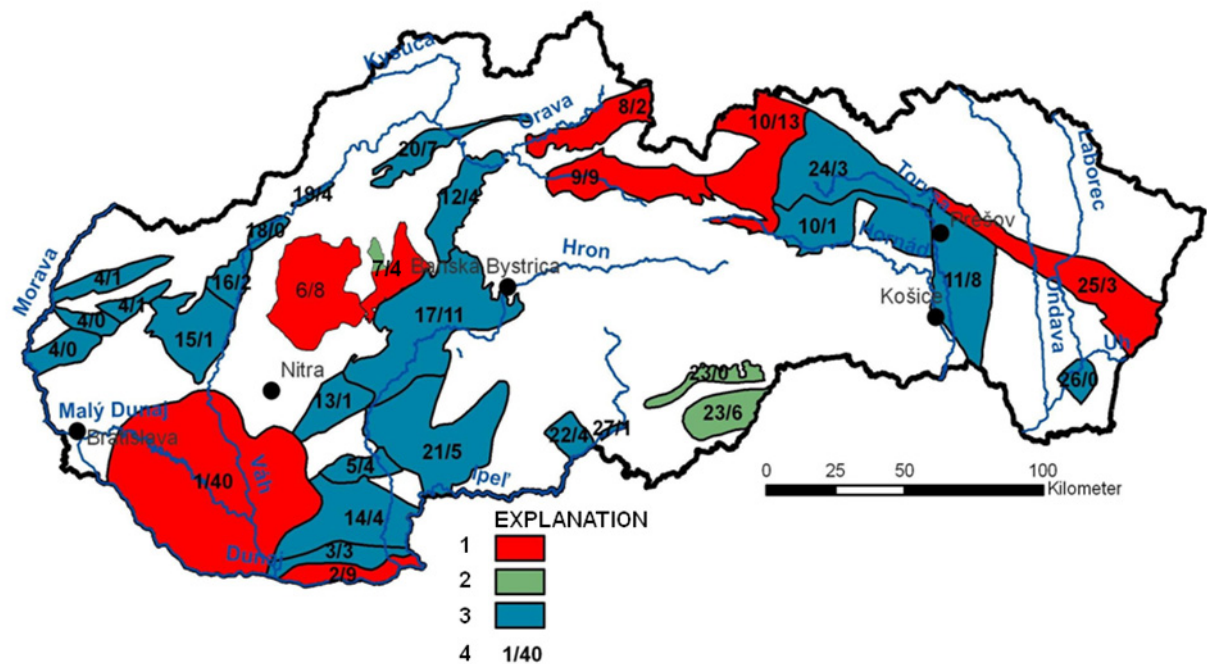 Kysuca
Orava
8/2
10/13
20/7
24/3
Laborec
9/9
Torysa
19/4
12/4
Prešov
18/0
10/1
Hornád
Hron
7/4
Banská Bystrica
Morava
4/1
16/2
6/8
11/8
25/3
4/1
Košice
Ondava
4/0
17/11
15/1
Uh
4/0
Nitra
23/0
26/0
13/1
Malý Dunaj
23/6
Bratislava
22/4
27/1
21/5
5/4
0 25 50 100
Kilometer
1/40
Váh
Ipeľ
14/4
EXPLANATION
1
Dunaj
3/3
2/9
2
3
4 1/40